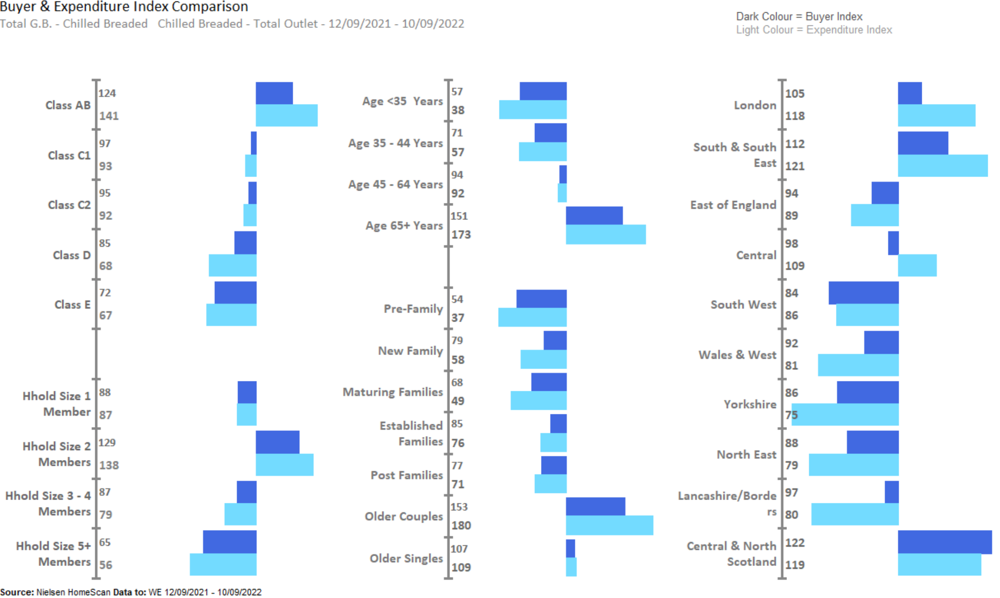 Buyer & Expenditure Index Comparison
Total G.B. - Chilled Breaded   Chilled Breaded - Total Outlet - 12/09/2021 - 10/09/2022
Dark Colour = Buyer Index
Light Colour = Expenditure Index
Class AB
124
141
Class C1
97
93
Class C2
95
92
Class D
85
68
Class E
72
67
Hhold Size 1
Member
88
87
Hhold Size 2
Members
129
138
Hhold Size 3 - 4
Members
87
79
Hhold Size 5+
Members
65
56
Age <35  Years
57
38
Age 35 - 44 Years
71
57
Age 45 - 64 Years
94
92
Age 65+ Years
151
173
Pre-Family
54
37
New Family
79
58
Maturing Families
68
49
Established
Families
85
76
Post Families
77
71
Older Couples
153
180
Older Singles
107
109
London
105
118
South & South
East
112
121
East of England
94
89
Central
98
109
South West
84
86
Wales & West
92
81
Yorkshire
86
75
North East
88
79
Lancashire/Borde
rs
97
80
Central & North
Scotland
122
119
Source: Nielsen HomeScan Data to: WE 12/09/2021 - 10/09/2022